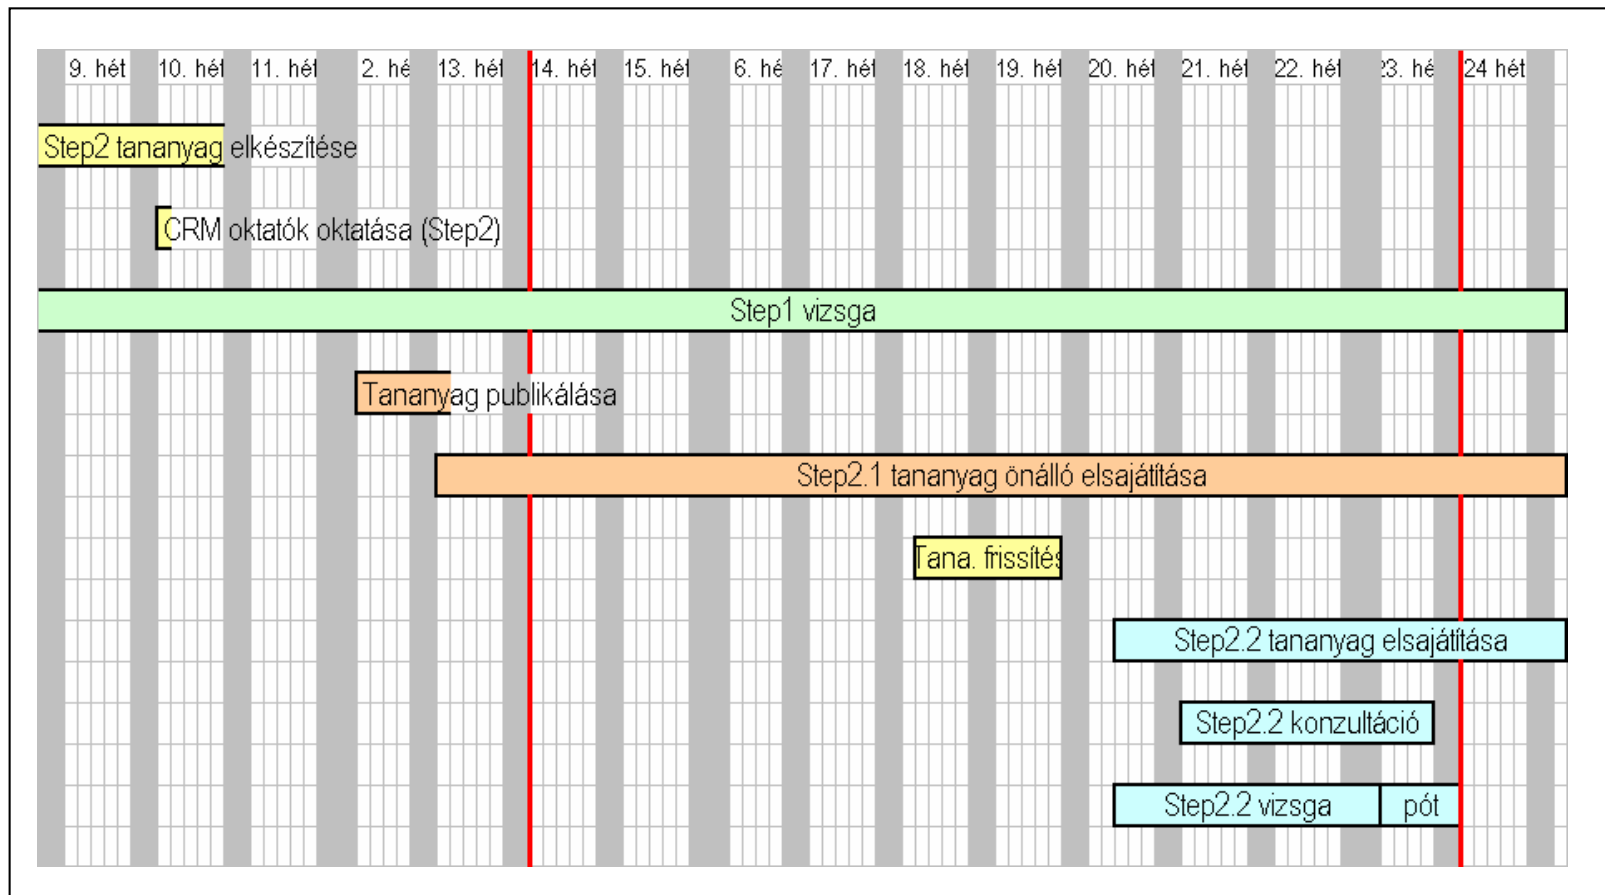 9. hét 10. hét 11. hét 2. hé 13. hét 14. hét 15. hét 6. hé 17. hét 18. hét 19. hét 20. hét 21. hét 22. hét 23. hé 24 hét
Step2 tananyag elkészítése
CRM oktatók oktatása (Step2)
Step1 vizsga
Tananyag publikálása
Step2.1 tananyag önálló elsajátítása
Tana. frissítés
Step2.2 tananyag elsajátítása
Step2.2 konzultáció
Step2.2 vizsga pót